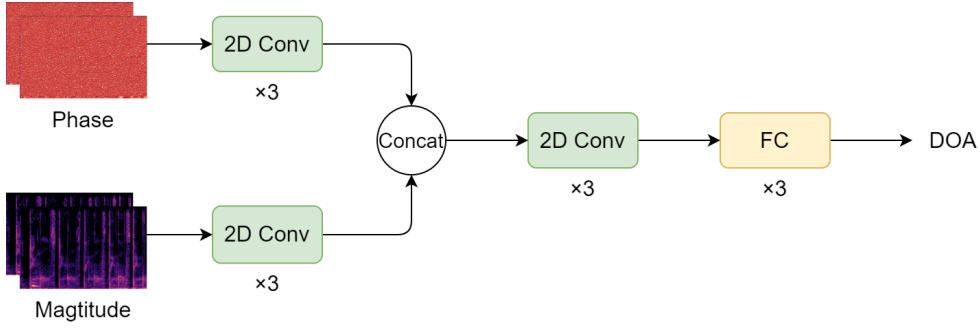 2D Conv
×3
Phase
Concat
2D Conv
×3
FC
×3
DOA
2D Conv
×3
Magtitude